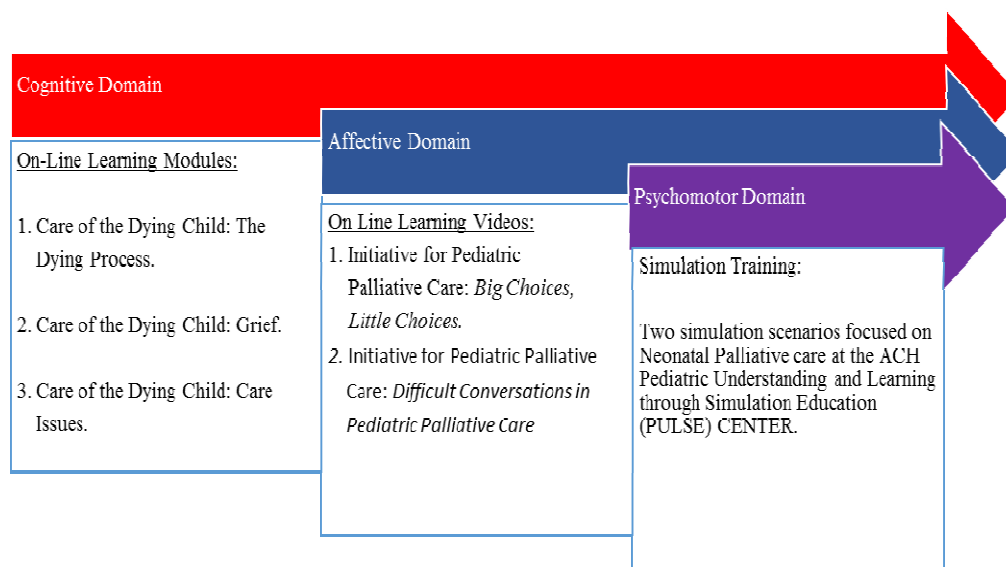 Cognitive Domain
On-Line Learning Modules:
1. Care of the Dying Child: The
Dying Process.
2. Care of the Dying Child: Grief.
3. Care of the Dying Child: Care
Issues.
Affective Domain
On Line Learning Videos:
1. Initiative for Pediatric
Palliative Care: Big Choices,
Little Choices.
2. Initiative for Pediatric Palliative
Care: Difficult Conversations in
Pediatric Palliative Care
Psychomotor Domain
Simulation Training:
Two simulation scenarios focused on
Neonatal Palliative care at the ACH
Pediatric Understanding and Learning
through Simulation Education
(PULSE) CENTER.